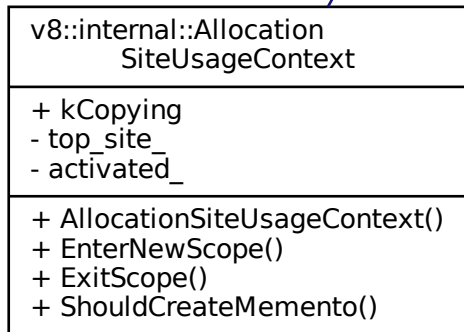 v8::internal::Allocation
SiteUsageContext
+ kCopying
- top_site_
- activated_
+ AllocationSiteUsageContext()
+ EnterNewScope()
+ ExitScope()
+ ShouldCreateMemento()